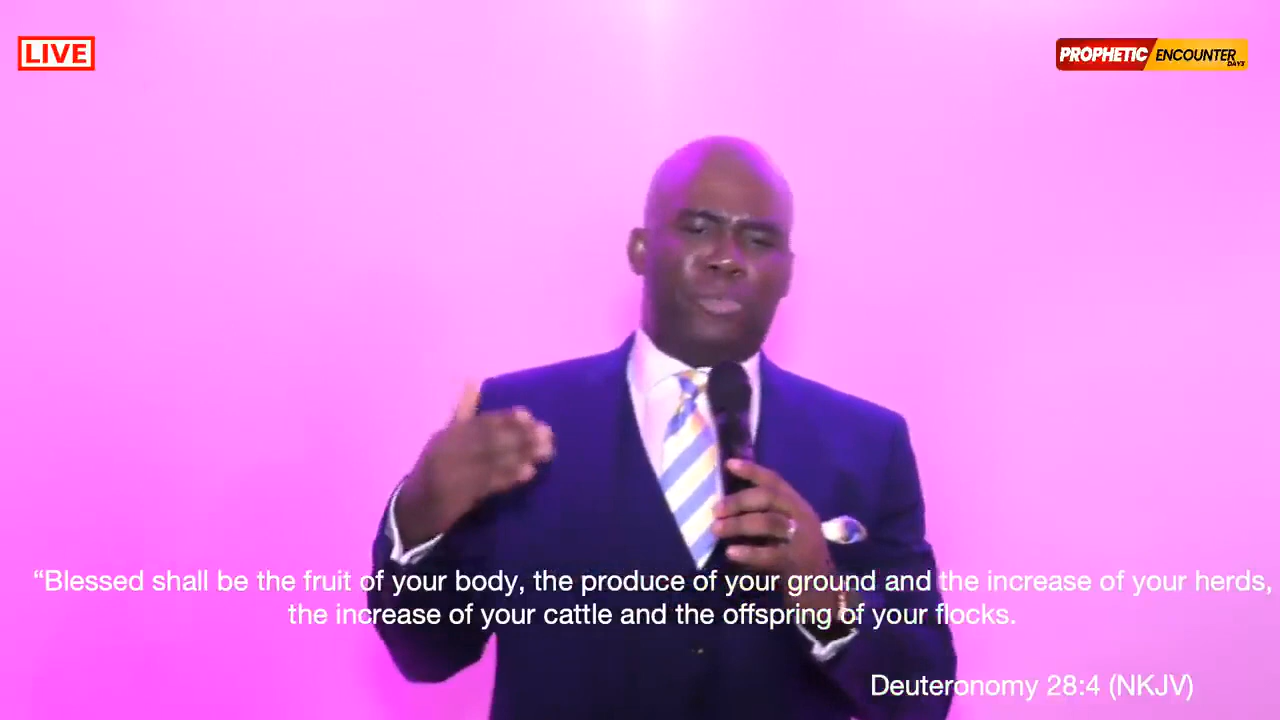 LIVE
PROPHETIC ENCOUNTER
DAYS
“Blessed shall be the fruit of your body, the produce of your ground and the increase of your herds,
the increase of your cattle and the offspring of your flocks.
Deuteronomy 28:4 (NKJV)